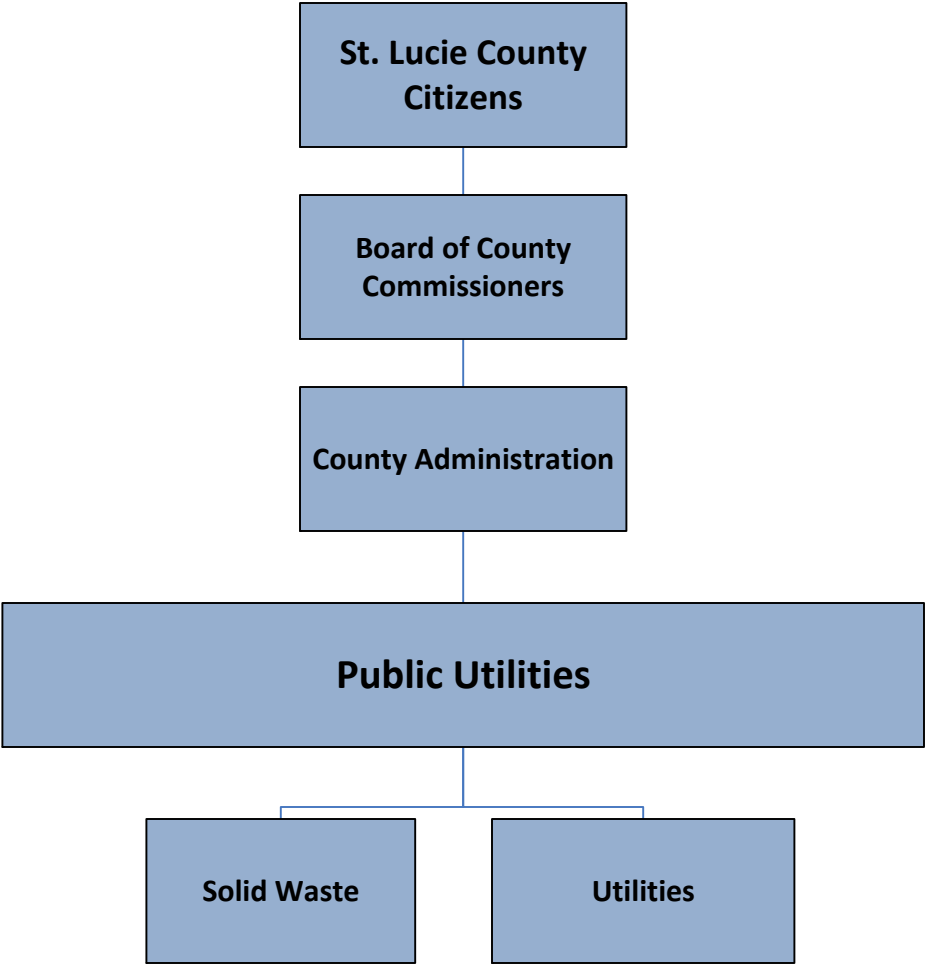 St. Lucie County
Citizens
Board of County
Commissioners
County Administration
Public Utilities
Solid Waste
Utilities